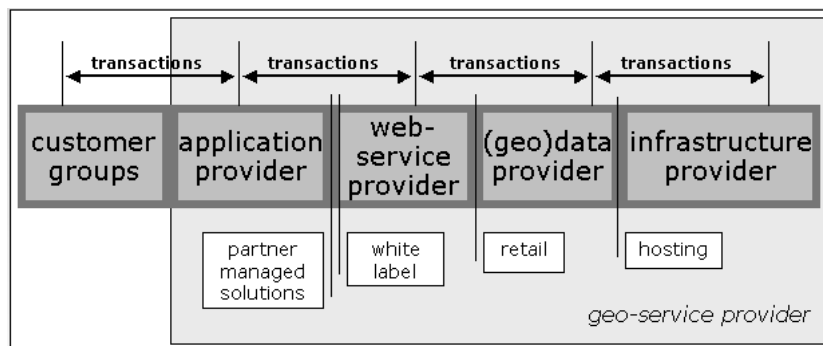 transactions transactions transactions transactions
customer groups
application provider
web-service provider
(geo)data provider
infrastructure provider
partner managed solutions
white label
retail
hosting
geo-service provider